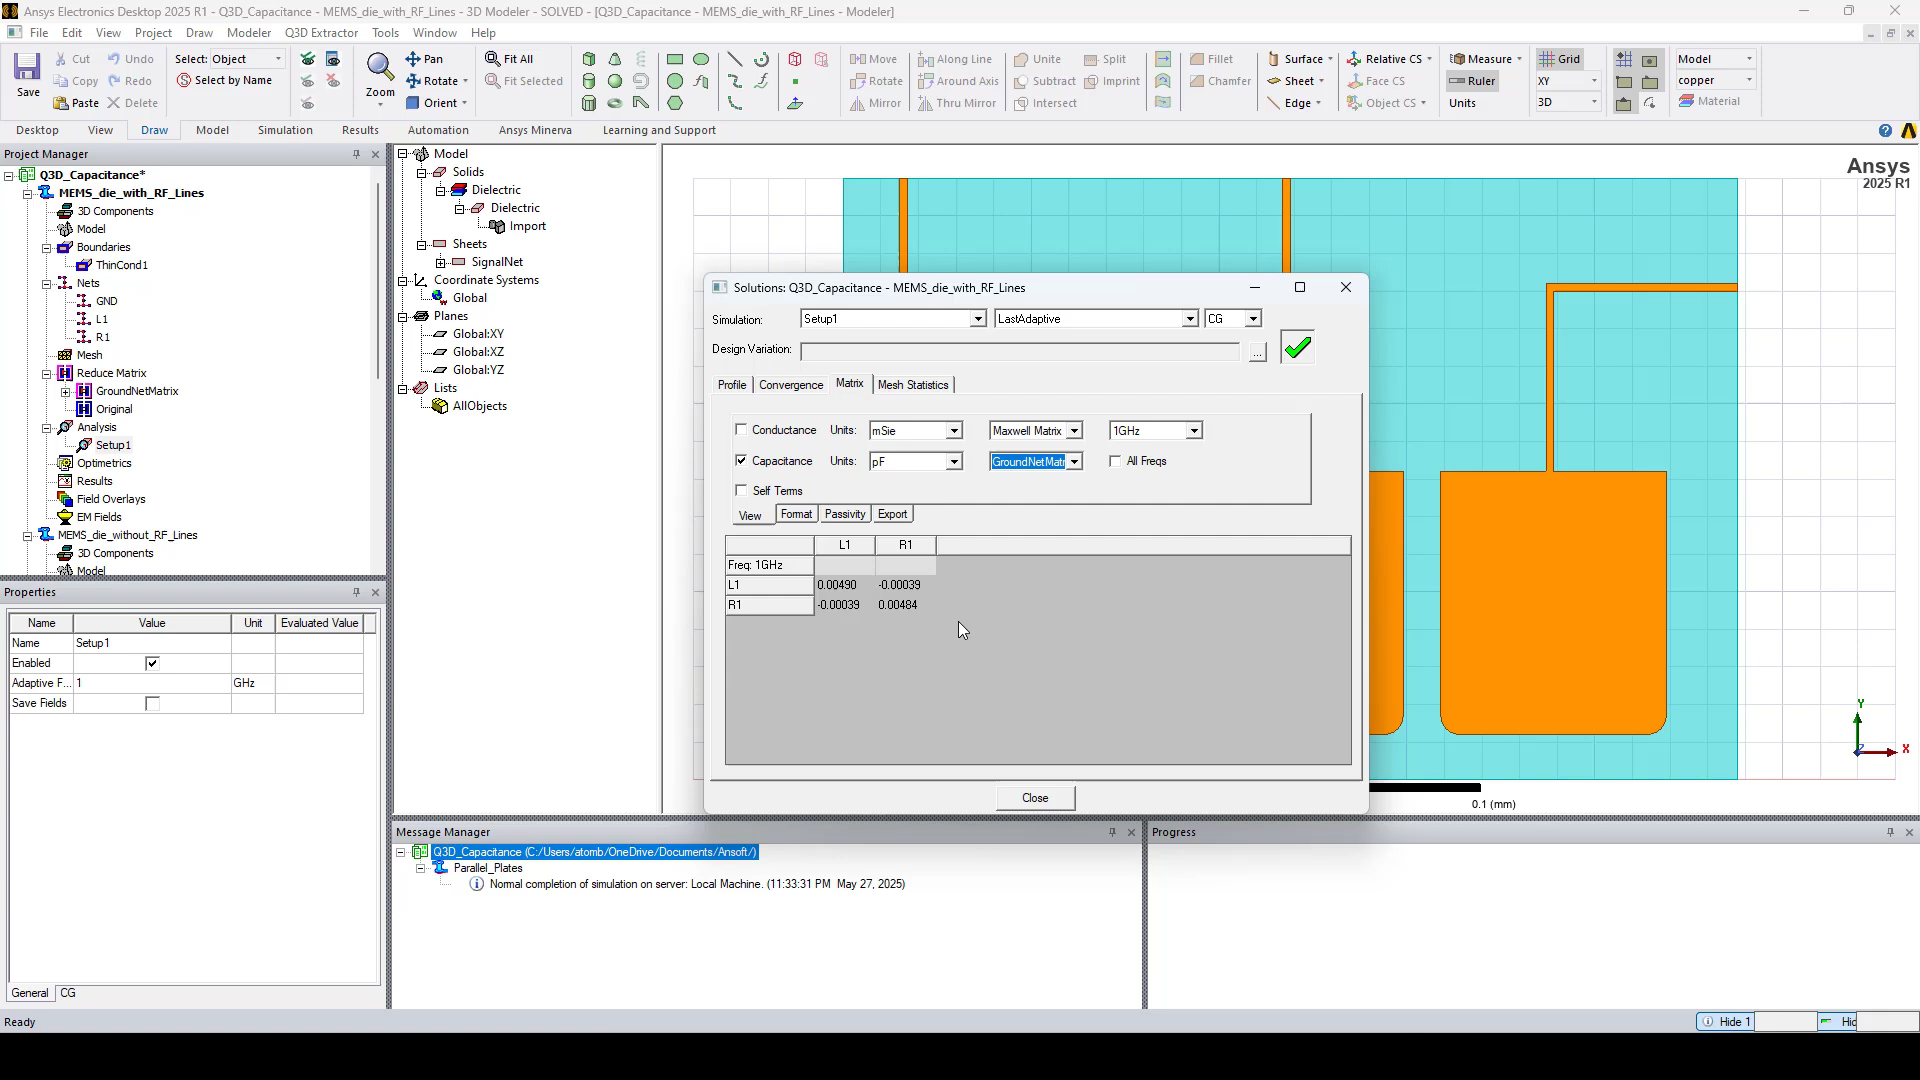 Ansys Electronics Desktop 2025 R1 - Q3D_Capacitance - MEMS_die_with_RF_Lines - 3D Modeler - SOLVED - [Q3D_Capacitance - MEMS_die_with_RF_Lines - Modeler]
File Edit View Project Draw Modeler Q3D Extractor Tools Window Help
Cut Undo Select: Object Pan Fit All Move Along Line Unite Split Fillet Surface Relative CS Measure Grid Model
Save Copy Redo Select by Name Zoom Rotate Fit Selected Rotate Around Axis Subtract Imprint Chamfer Sheet Face CS Ruler XY copper
Paste Delete Orient Mirror Thru Mirror Intersect Edge Object CS Units 3D Material
Desktop View Draw Model Simulation Results Automation Ansys Minerva Learning and Support
Project Manager
Q3D_Capacitance*
MEMS_die_with_RF_Lines
3D Components
Model
Boundaries
ThinCond1
Nets
GND
L1
R1
Mesh
Reduce Matrix
GroundNetMatrix
Original
Analysis
Setup1
Optimetrics
Results
Field Overlays
EM Fields
MEMS_die_without_RF_Lines
3D Components
Model
Model
Solids
Dielectric
Dielectric
Import
Sheets
SignalNet
Coordinate Systems
Global
Planes
Global:XY
Global:XZ
Global:YZ
Lists
AllObjects
Ansys
2025 R1
Solutions: Q3D_Capacitance - MEMS_die_with_RF_Lines
Simulation: Setup1 LastAdaptive CG
Design Variation: ...
Profile Convergence Matrix Mesh Statistics
Conductance Units: mSie Maxwell Matrix 1GHz
Capacitance Units: pF GroundNetMatr All Freqs
Self Terms
View Format Passivity Export
L1 R1
Freq: 1GHz
L1 0.00490 -0.00039
R1 -0.00039 0.00484
Close
Y
X
Z
0.1 (mm)
Properties
Name Value Unit Evaluated Value
Name Setup1
Enabled
Adaptive F... 1 GHz
Save Fields
General CG
Message Manager
Q3D_Capacitance (C:/Users/atomb/OneDrive/Documents/Ansoft/)
Parallel_Plates
Normal completion of simulation on server: Local Machine. (11:33:31 PM May 27, 2025)
Progress
Ready
Hide 1
Hic